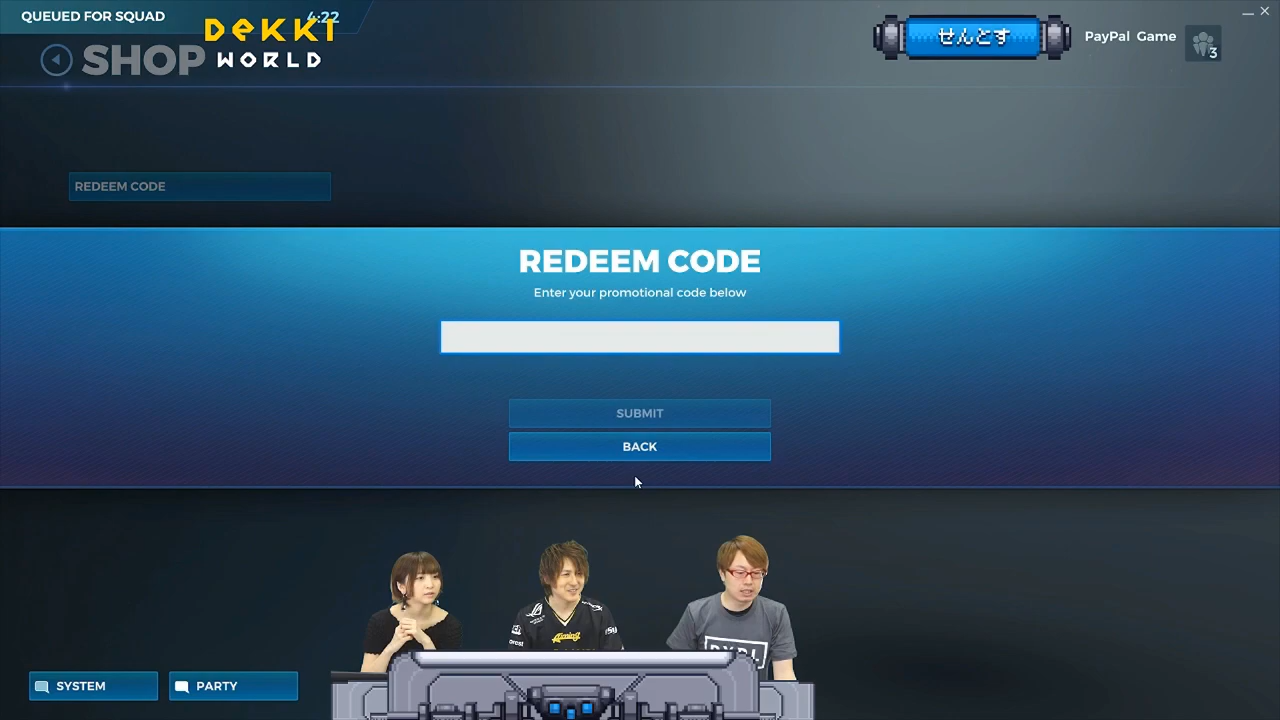 QUEUED FOR SQUAD
4:22
DEKKI
WORLD
SHOP
せんとす
PayPal Game
3
REDEEM CODE
REDEEM CODE
Enter your promotional code below
SUBMIT
BACK
SYSTEM
PARTY